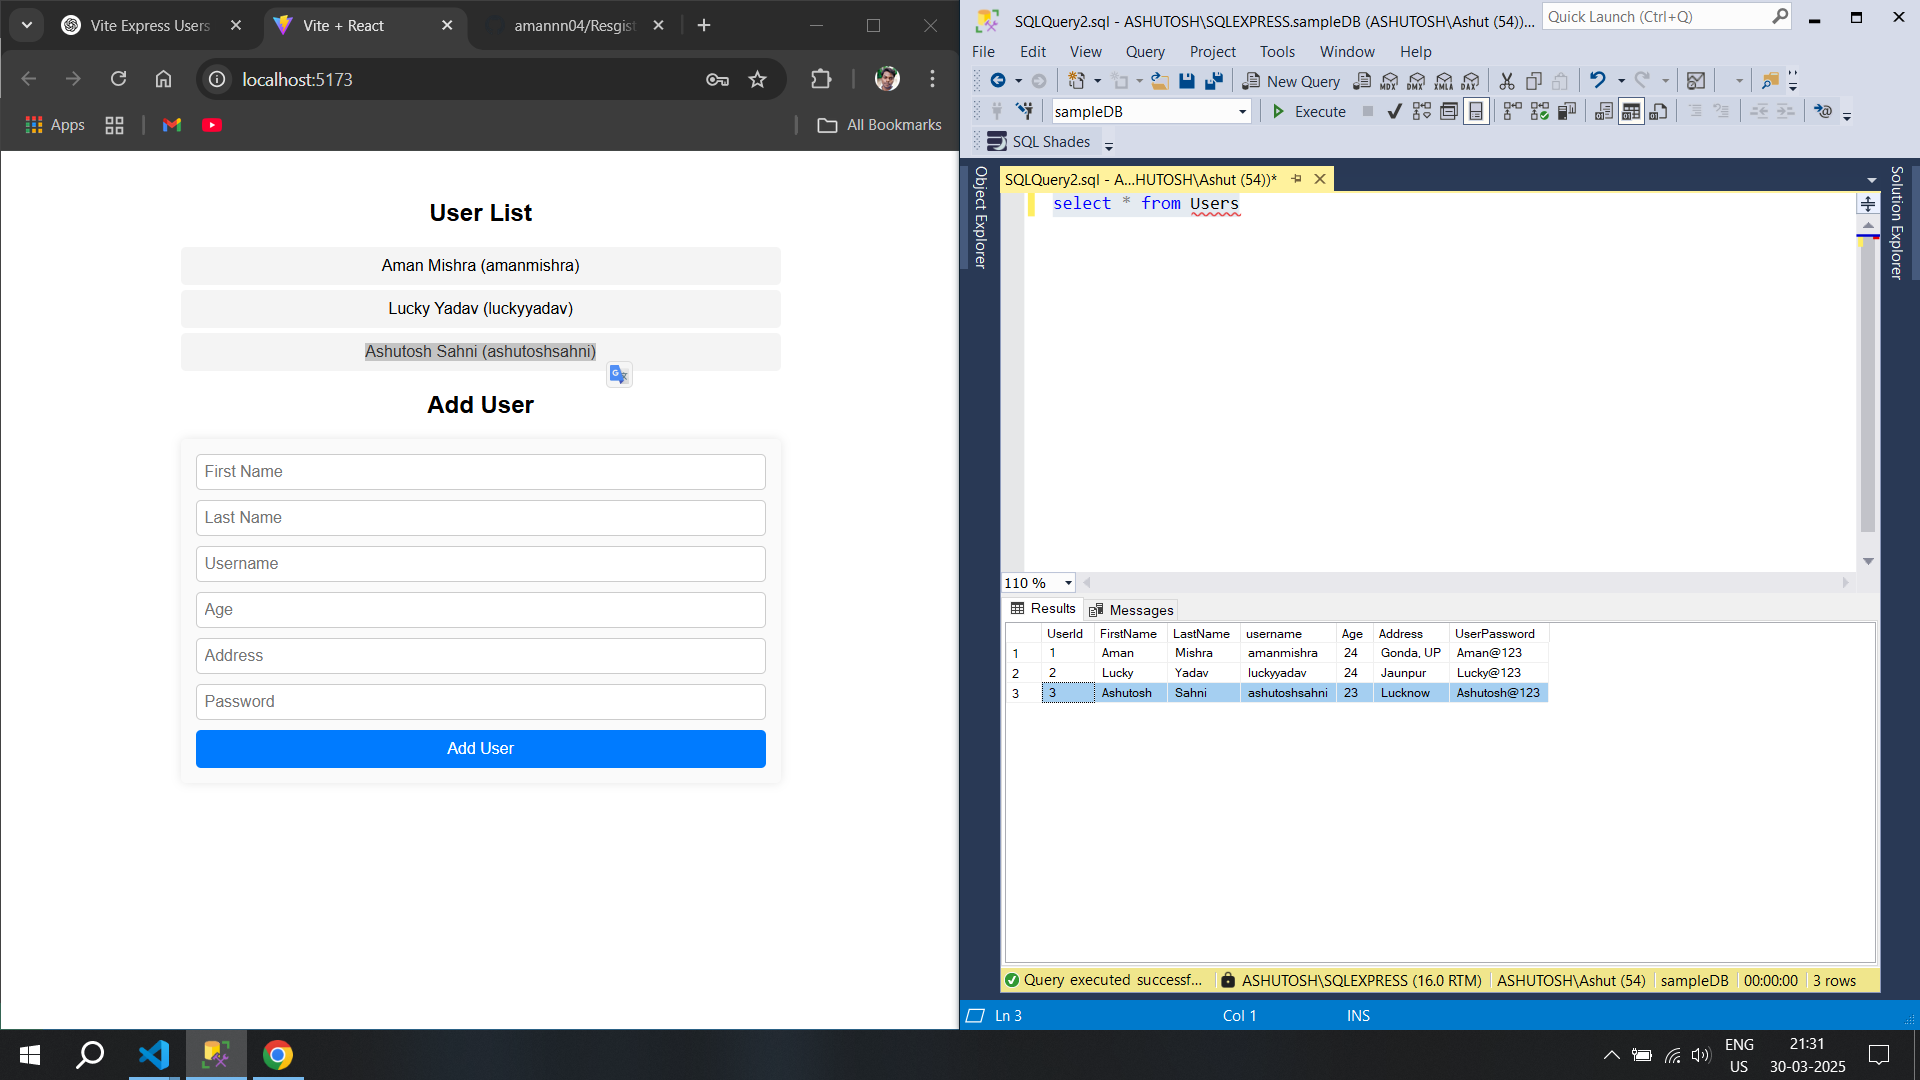 Vite Express Users
Vite + React
amannn04/Resgist
localhost:5173
Apps
All Bookmarks
User List
Aman Mishra (amanmishra)
Lucky Yadav (luckyyadav)
Ashutosh Sahni (ashutoshsahni)
Add User
First Name
Last Name
Username
Age
Address
Password
Add User
SQLQuery2.sql - ASHUTOSH\SQLEXPRESS.sampleDB (ASHUTOSH\Ashut (54))...
Quick Launch (Ctrl+Q)
File Edit View Query Project Tools Window Help
New Query MDX DMX XMLA DAX
sampleDB Execute
SQL Shades
Object Explorer
SQLQuery2.sql - A...HUTOSH\Ashut (54))*
Solution Explorer
select * from Users
110 %
Results Messages
UserId FirstName LastName username Age Address UserPassword
1 1 Aman Mishra amanmishra 24 Gonda, UP Aman@123
2 2 Lucky Yadav luckyyadav 24 Jaunpur Lucky@123
3 3 Ashutosh Sahni ashutoshsahni 23 Lucknow Ashutosh@123
Query executed successf... ASHUTOSH\SQLEXPRESS (16.0 RTM) ASHUTOSH\Ashut (54) sampleDB 00:00:00 3 rows
Ln 3 Col 1 INS
ENG
US
21:31
30-03-2025